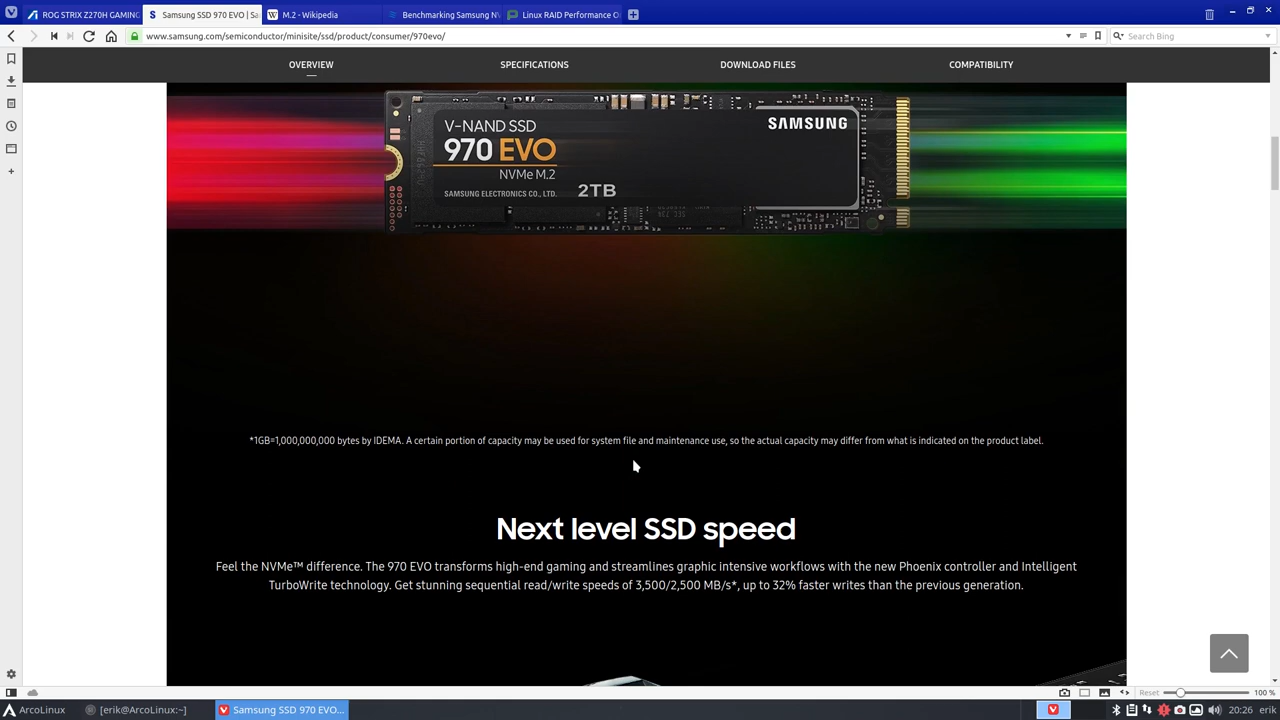 ROG STRIX Z270H GAMING
Samsung SSD 970 EVO | Sa
M.2 - Wikipedia
Benchmarking Samsung NV
Linux RAID Performance O
www.samsung.com/semiconductor/minisite/ssd/product/consumer/970evo/
Search Bing
OVERVIEW
SPECIFICATIONS
DOWNLOAD FILES
COMPATIBILITY
V-NAND SSD
SAMSUNG
970 EVO
NVMe M.2
SAMSUNG ELECTRONICS CO., LTD. 2TB
*1GB=1,000,000,000 bytes by IDEMA. A certain portion of capacity may be used for system file and maintenance use, so the actual capacity may differ from what is indicated on the product label.
Next level SSD speed
Feel the NVMe™ difference. The 970 EVO transforms high-end gaming and streamlines graphic intensive workflows with the new Phoenix controller and Intelligent
TurboWrite technology. Get stunning sequential read/write speeds of 3,500/2,500 MB/s*, up to 32% faster writes than the previous generation.
Reset
100 %
ArcoLinux
[erik@ArcoLinux:~]
Samsung SSD 970 EVO...
20:26
erik